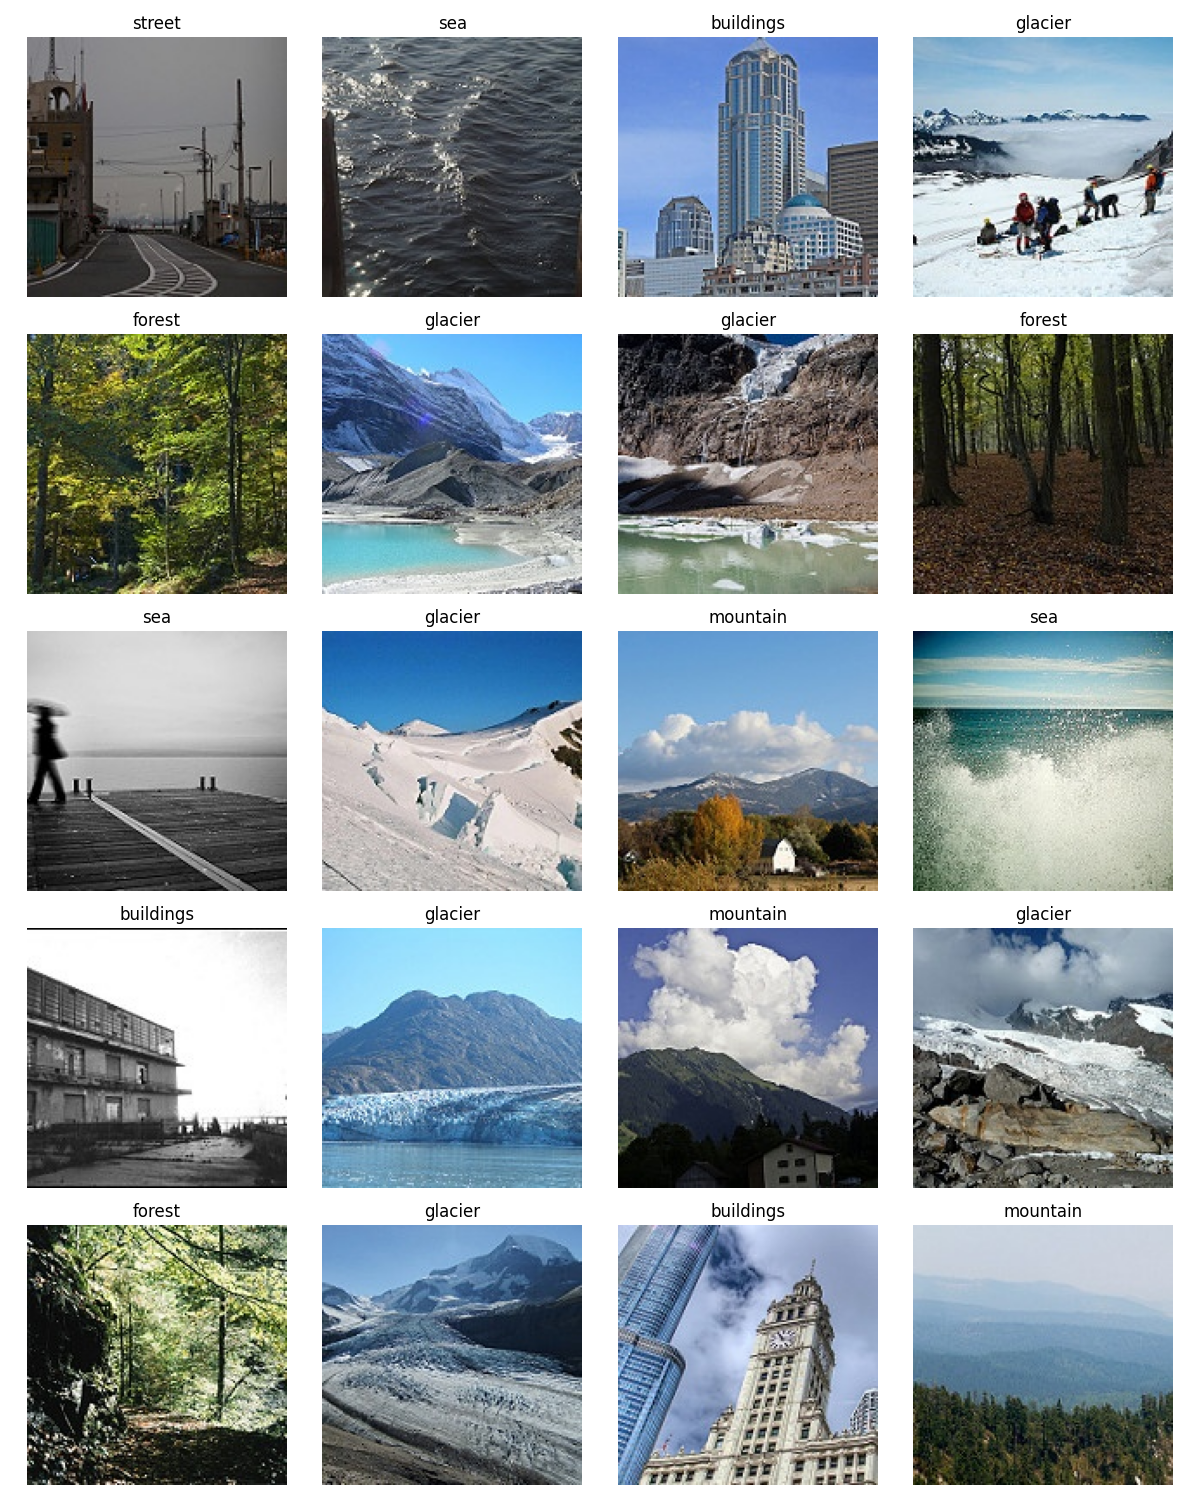 street
sea
buildings
glacier
forest
glacier
glacier
forest
sea
glacier
mountain
sea
buildings
glacier
mountain
glacier
forest
glacier
buildings
mountain